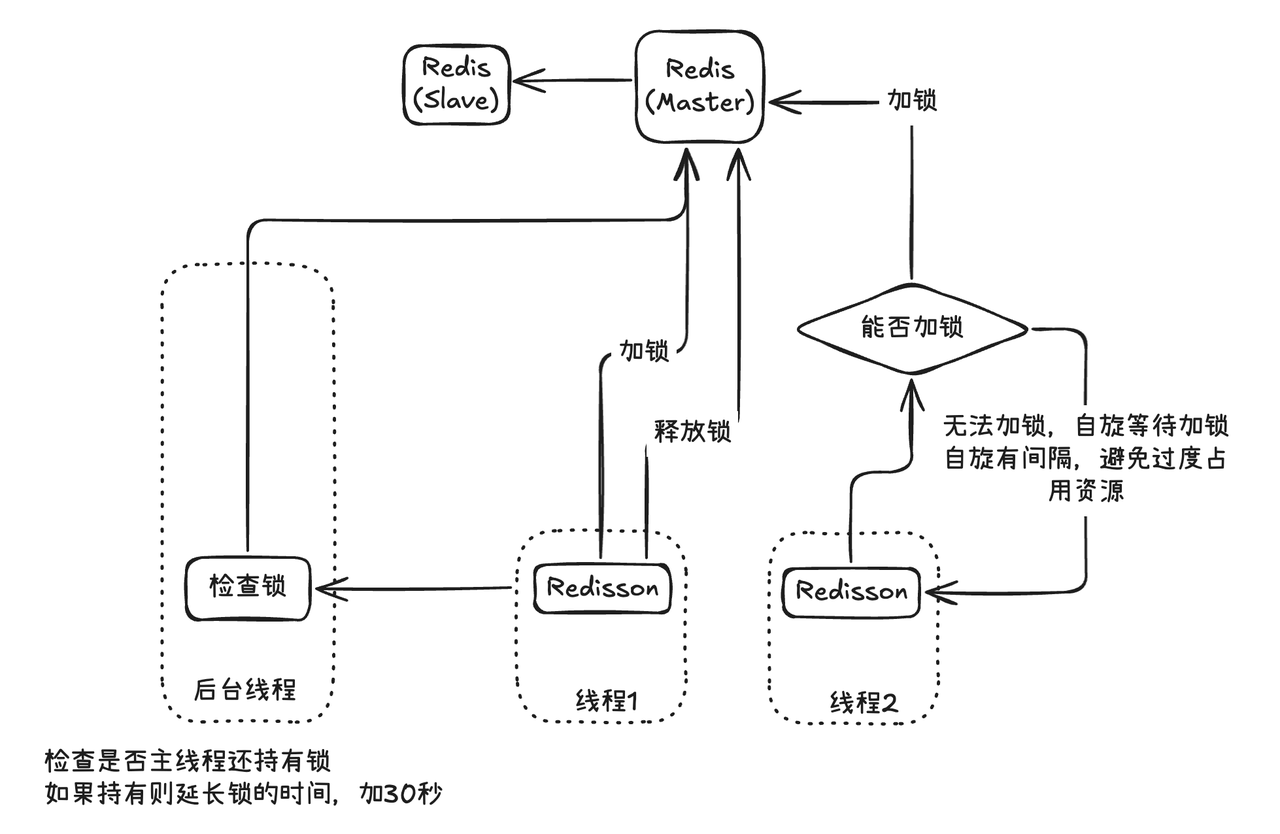 Redis
(Slave)
Redis
(Master)
加锁
能否加锁
加锁
释放锁
无法加锁，自旋等待加锁
自旋有间隔，避免过度占
用资源
检查锁
Redisson
Redisson
后台线程
线程1
线程2
检查是否主线程还持有锁
如果持有则延长锁的时间，加30秒